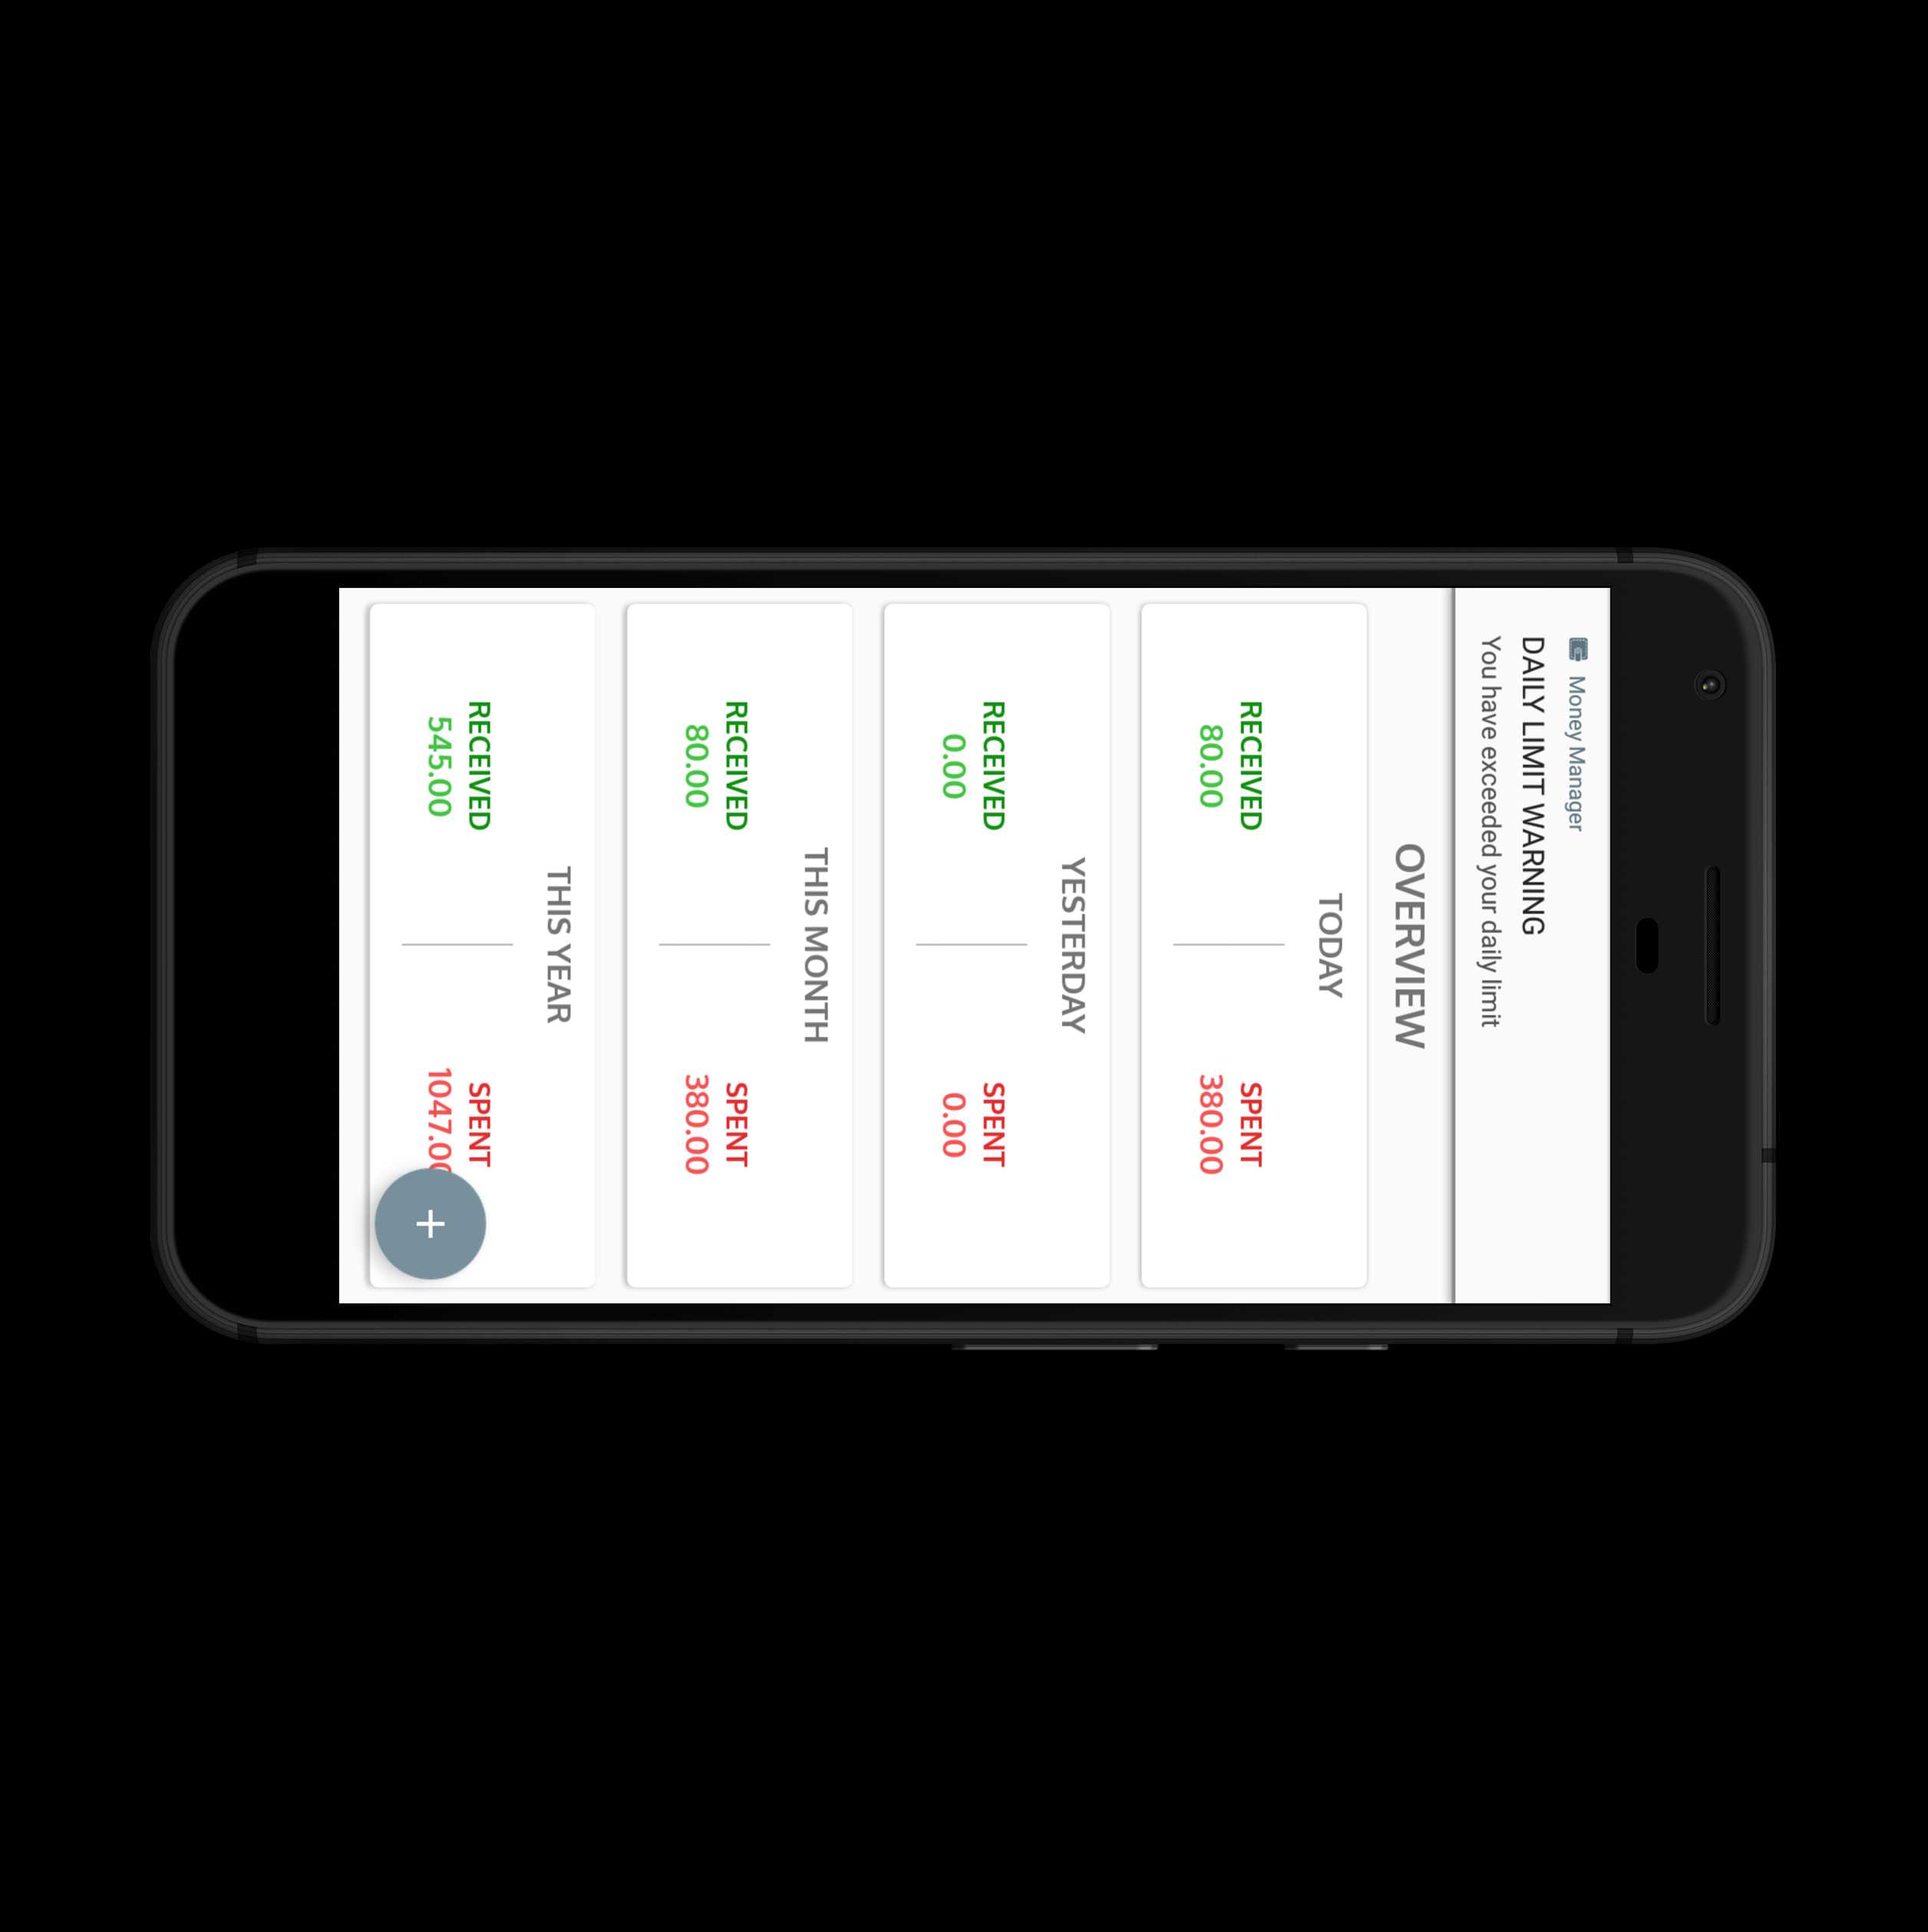 Money Manager
DAILY LIMIT WARNING
You have exceeded your daily limit
OVERVIEW
TODAY
RECEIVED SPENT
80.00 380.00
YESTERDAY
RECEIVED SPENT
0.00 0.00
THIS MONTH
RECEIVED SPENT
80.00 380.00
THIS YEAR
RECEIVED SPENT
545.00 1047.00
+